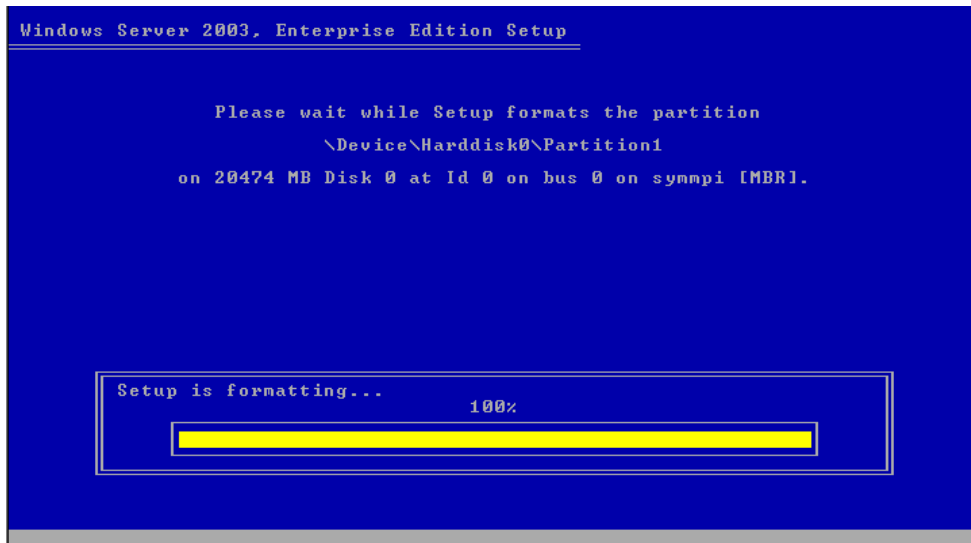 Windows Server 2003, Enterprise Edition Setup
Please wait while Setup formats the partition
\Device\Harddisk0\Partition1
on 20474 MB Disk 0 at Id 0 on bus 0 on symmpi [MBR].
Setup is formatting...
100%